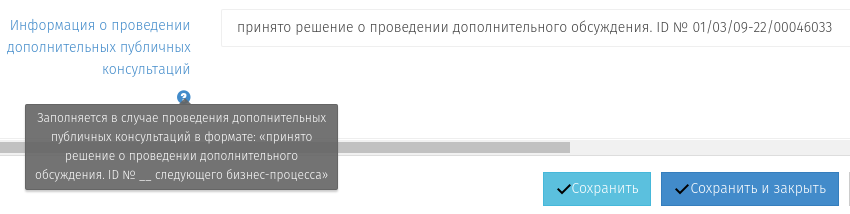 Информация о проведении
дополнительных публичных
консультаций
принято решение о проведении дополнительного обсуждения. ID № 01/03/09-22/00046033
?
Заполняется в случае проведения дополнительных
публичных консультаций в формате: «принято
решение о проведении дополнительного
обсуждения. ID № __ следующего бизнес-процесса»
Сохранить
Сохранить и закрыть